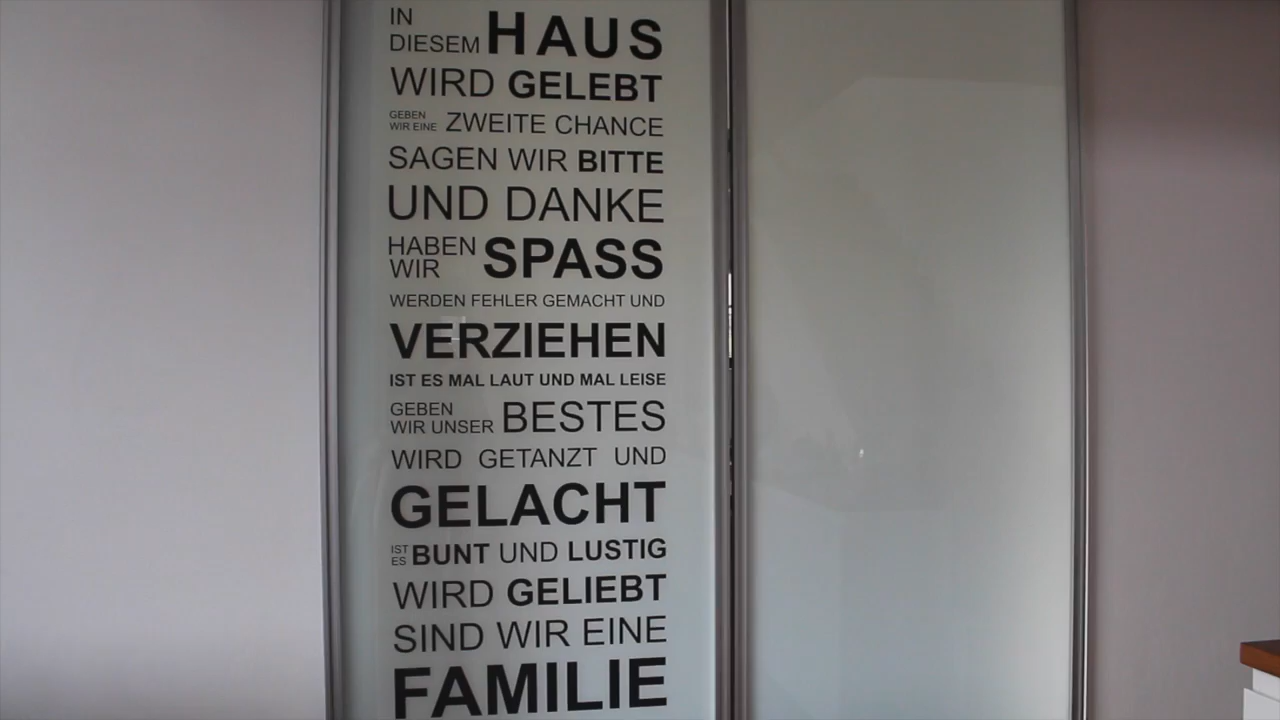 IN
DIESEM HAUS
WIRD GELEBT
GEBEN
WIR EINE ZWEITE CHANCE
SAGEN WIR BITTE
UND DANKE
HABEN
WIR SPASS
WERDEN FEHLER GEMACHT UND
VERZIEHEN
IST ES MAL LAUT UND MAL LEISE
GEBEN
WIR UNSER BESTES
WIRD GETANZT UND
GELACHT
IST
ES BUNT UND LUSTIG
WIRD GELIEBT
SIND WIR EINE
FAMILIE